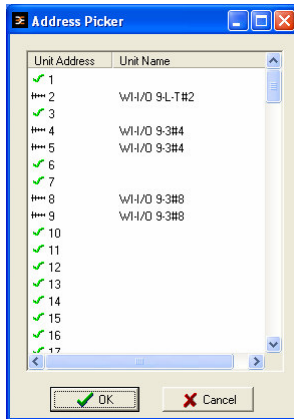 Address Picker
Unit Address Unit Name
1
2 WI-I/O 9-L-T#2
3
4 WI-I/O 9-3#4
5 WI-I/O 9-3#4
6
7
8 WI-I/O 9-3#8
9 WI-I/O 9-3#8
10
11
12
13
14
15
16
17
OK Cancel